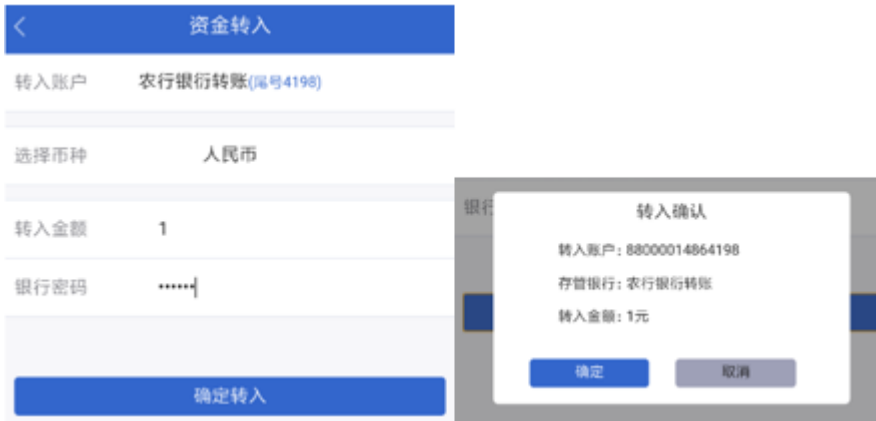 资金转入
转入账户 农行银衍转账(尾号4198)
选择币种 人民币
转入金额 1
银行密码 ••••••
确定转入
银行
转入确认
转入账户: 88000014864198
存管银行: 农行银衍转账
转入金额: 1元
确定 取消